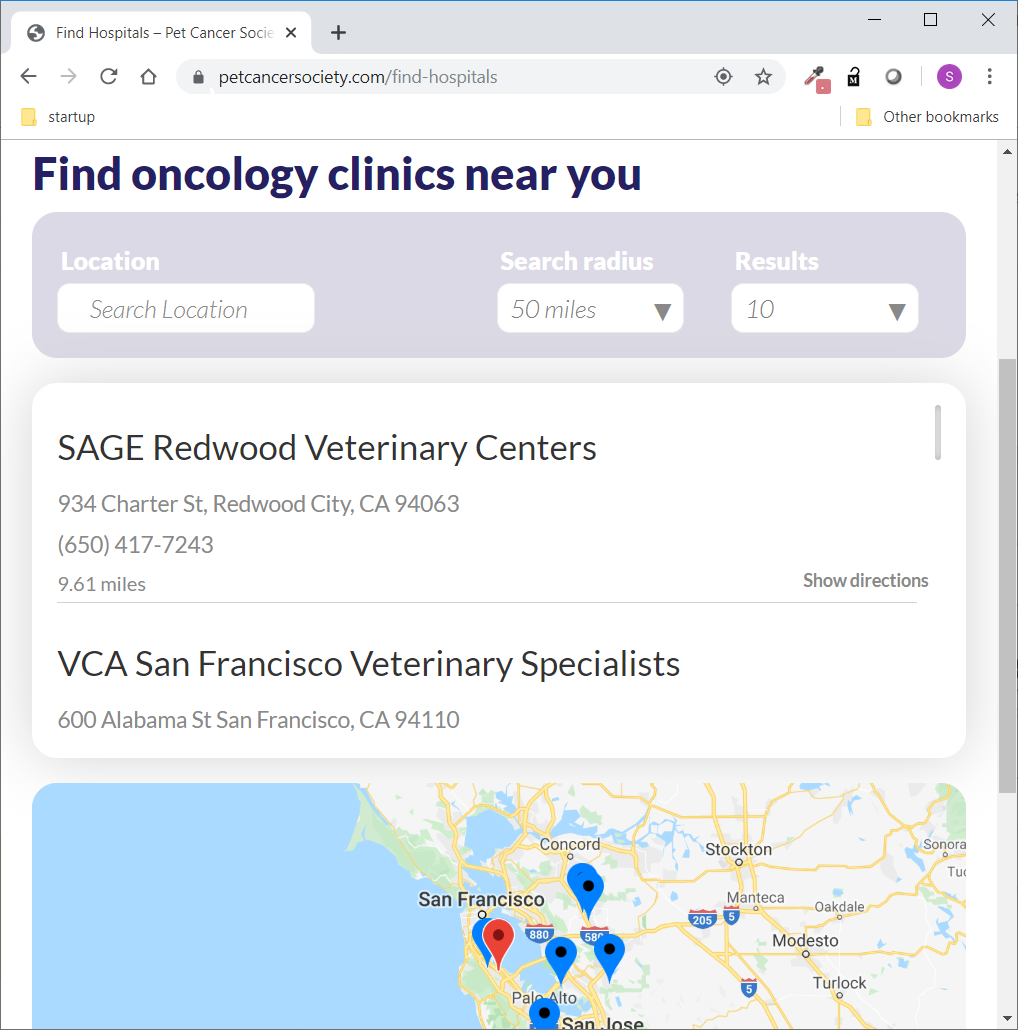 Find Hospitals – Pet Cancer Socie
petcancersociety.com/find-hospitals
S
M
startup
Other bookmarks
Find oncology clinics near you
Location
Search radius
Results
Search Location
50 miles
10
SAGE Redwood Veterinary Centers
934 Charter St, Redwood City, CA 94063
(650) 417-7243
9.61 miles
Show directions
VCA San Francisco Veterinary Specialists
600 Alabama St San Francisco, CA 94110
Concord
Stockton
Sonora
Tuo
San Francisco
Manteca
Oakdale
205
5
880
580
Modesto
Turlock
5
Palo Alto
San Jose